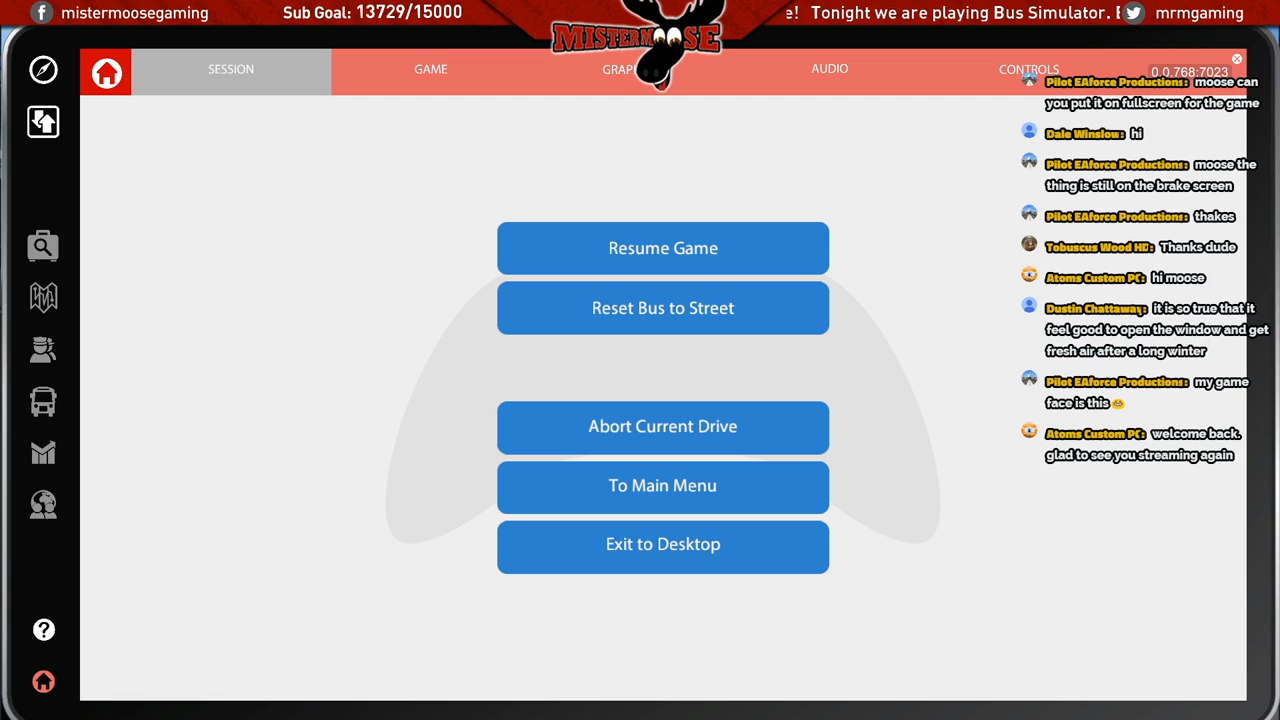 mistermoosegaming
Sub Goal: 13729/15000
e! Tonight we are playing Bus Simulator.
mrmgaming
MISTERMOOSE
SESSION
GAME
AUDIO
CONTROLS
0.0.768:7023
Resume Game
Reset Bus to Street
Abort Current Drive
To Main Menu
Exit to Desktop
Pilot EAforce Productions: moose can
you put it on fullscreen for the game
Dale Winslow: hi
Pilot EAforce Productions: moose the
thing is still on the brake screen
Pilot EAforce Productions: thakes
Tobuscus Wood HD: Thanks dude
Atoms Custom PC: hi moose
Dustin Chattaway: it is so true that it
feel good to open the window and get
fresh air after a long winter
Pilot EAforce Productions: my game
face is this
Atoms Custom PC: welcome back.
glad to see you streaming again